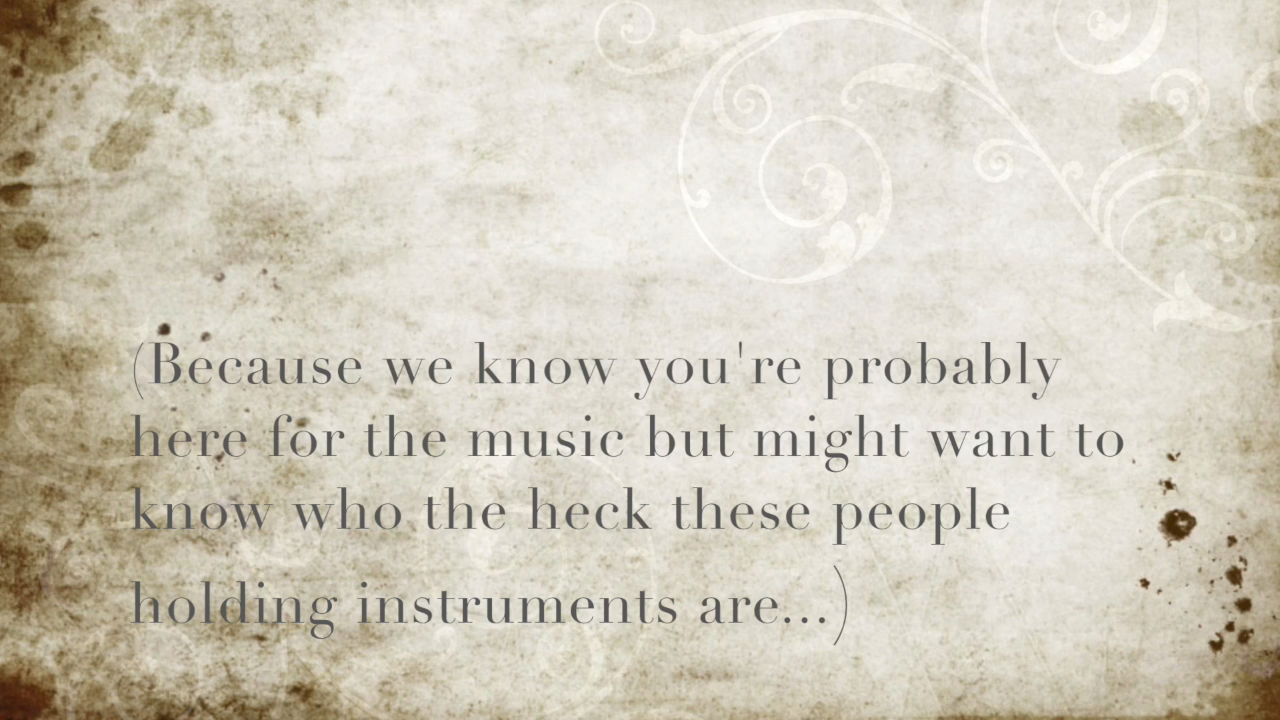 (Because we know you're probably
here for the music but might want to
know who the heck these people
holding instruments are...)